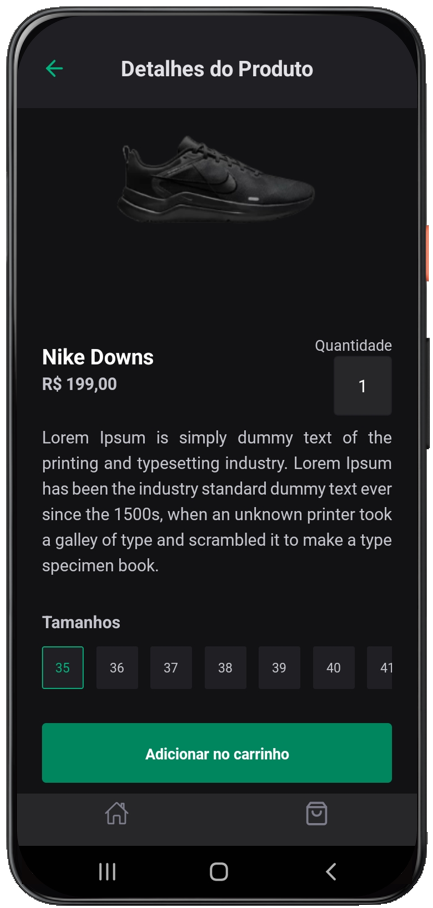 Detalhes do Produto
Quantidade
Nike Downs
R$ 199,00
1
Lorem Ipsum is simply dummy text of the
printing and typesetting industry. Lorem Ipsum
has been the industry standard dummy text ever
since the 1500s, when an unknown printer took
a galley of type and scrambled it to make a type
specimen book.
Tamanhos
35 36 37 38 39 40 41
Adicionar no carrinho